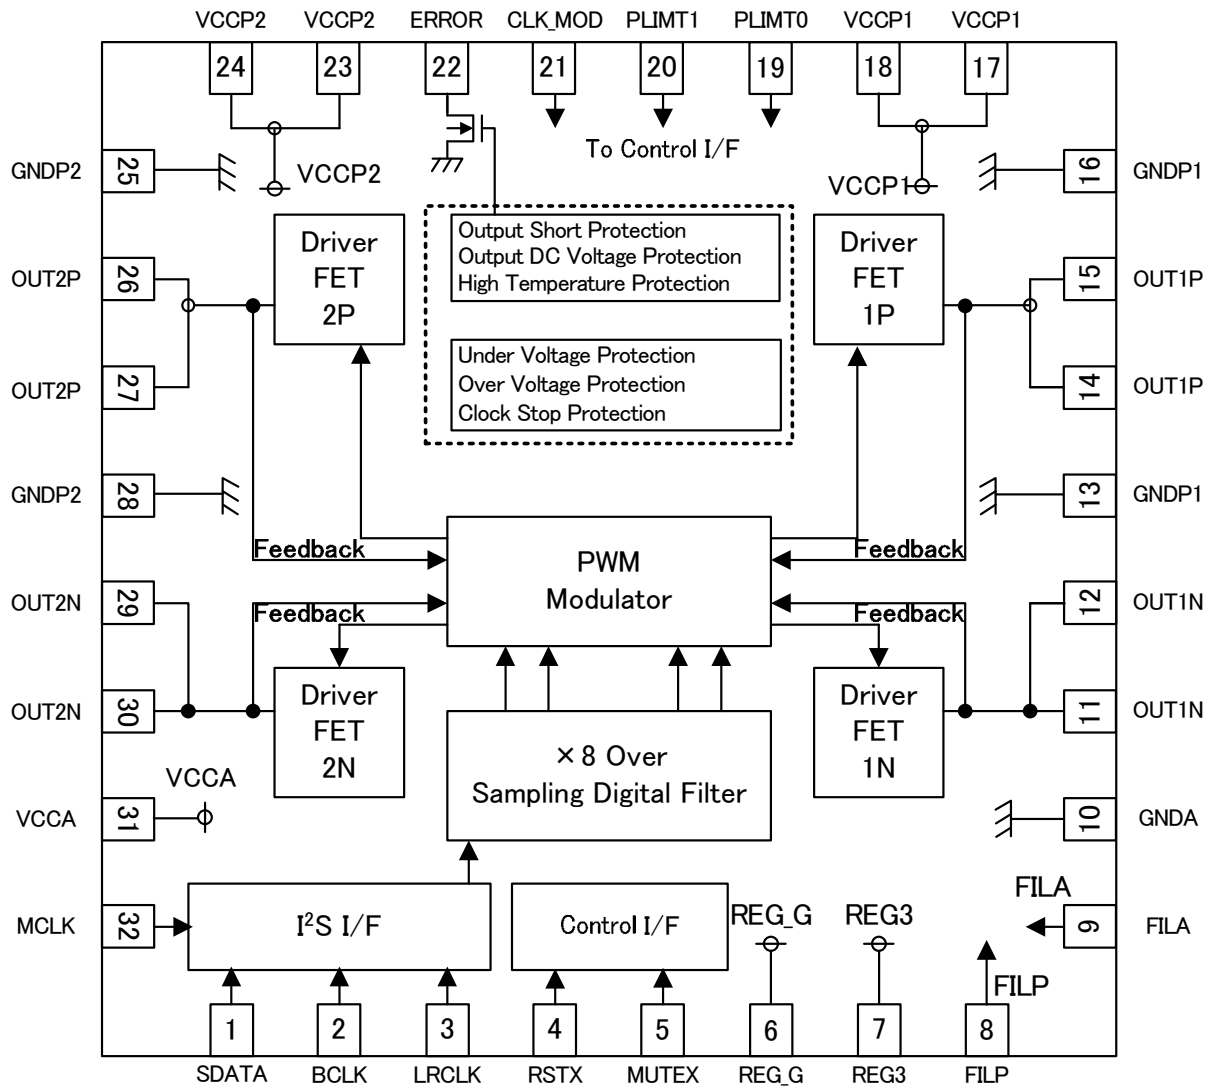 VCCP2 VCCP2 ERROR CLK_MOD PLIMT1 PLIMT0 VCCP1 VCCP1
24 23 22 21 20 19 18 17
To Control I/F
GNDP2 25 VCCP2 VCCP1 16 GNDP1
Output Short Protection
Output DC Voltage Protection
High Temperature Protection
Driver
FET
2P
Driver
FET
1P
OUT2P 26 15 OUT1P
Under Voltage Protection
Over Voltage Protection
Clock Stop Protection
OUT2P 27 14 OUT1P
GNDP2 28 13 GNDP1
Feedback Feedback
PWM
Modulator
OUT2N 29 12 OUT1N
Feedback Feedback
Driver
FET
2N
Driver
FET
1N
OUT2N 30 11 OUT1N
×8 Over
Sampling Digital Filter
VCCA
VCCA 31 10 GNDA
MCLK 32 I²S I/F Control I/F REG_G REG3 FILA 9 FILA
FILP
1 2 3 4 5 6 7 8
SDATA BCLK LRCLK RSTX MUTEX REG_G REG3 FILP